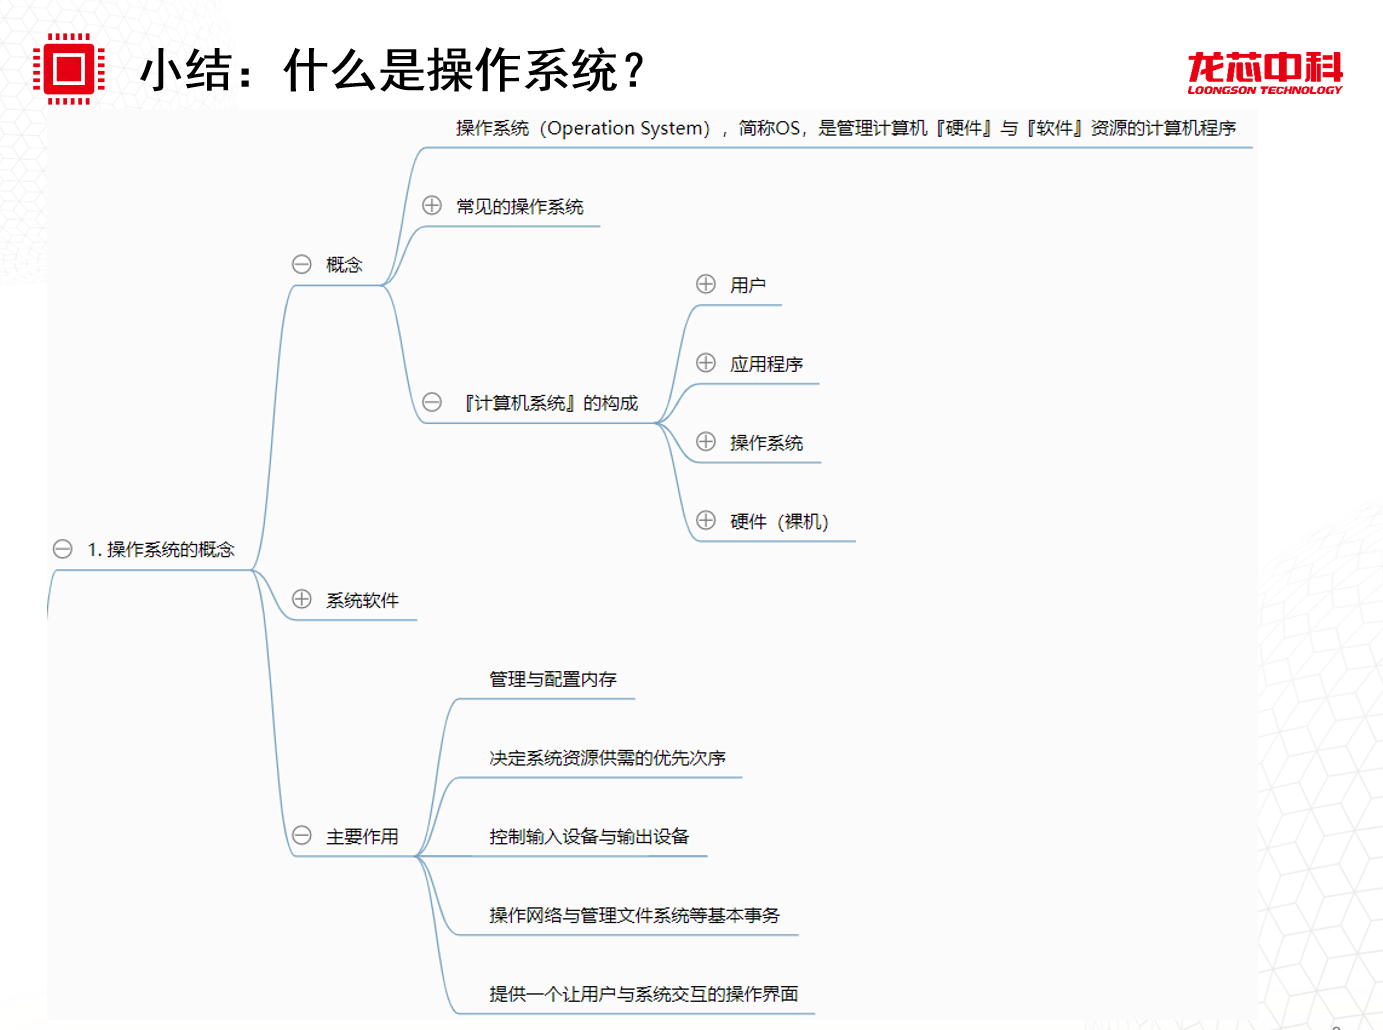 小结：什么是操作系统？
龙芯中科
LOONGSON TECHNOLOGY
操作系统（Operation System），简称OS，是管理计算机『硬件』与『软件』资源的计算机程序
常见的操作系统
概念
用户
应用程序
『计算机系统』的构成
操作系统
硬件（裸机）
1. 操作系统的概念
系统软件
管理与配置内存
决定系统资源供需的优先次序
主要作用
控制输入设备与输出设备
操作网络与管理文件系统等基本事务
提供一个让用户与系统交互的操作界面